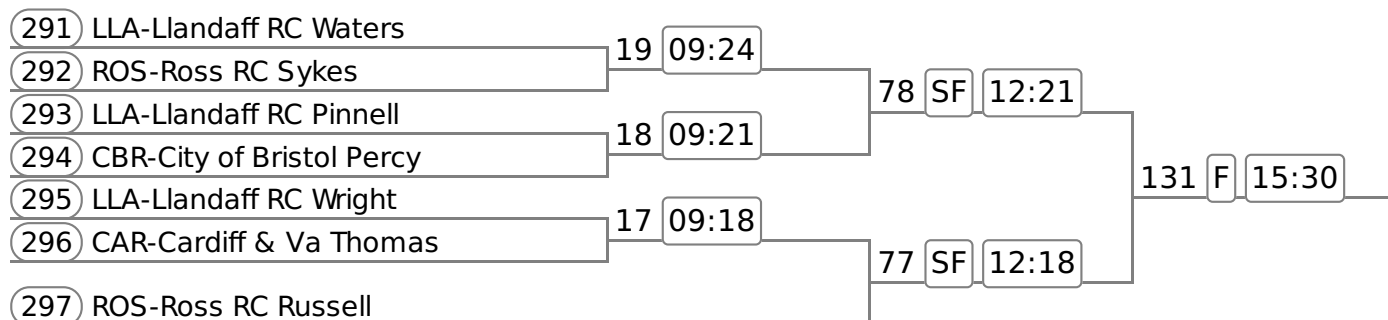 291 LLA-Llandaff RC Waters
19 09:24
292 ROS-Ross RC Sykes
78 SF 12:21
293 LLA-Llandaff RC Pinnell
18 09:21
294 CBR-City of Bristol Percy
131 F 15:30
295 LLA-Llandaff RC Wright
17 09:18
296 CAR-Cardiff & Va Thomas
77 SF 12:18
297 ROS-Ross RC Russell